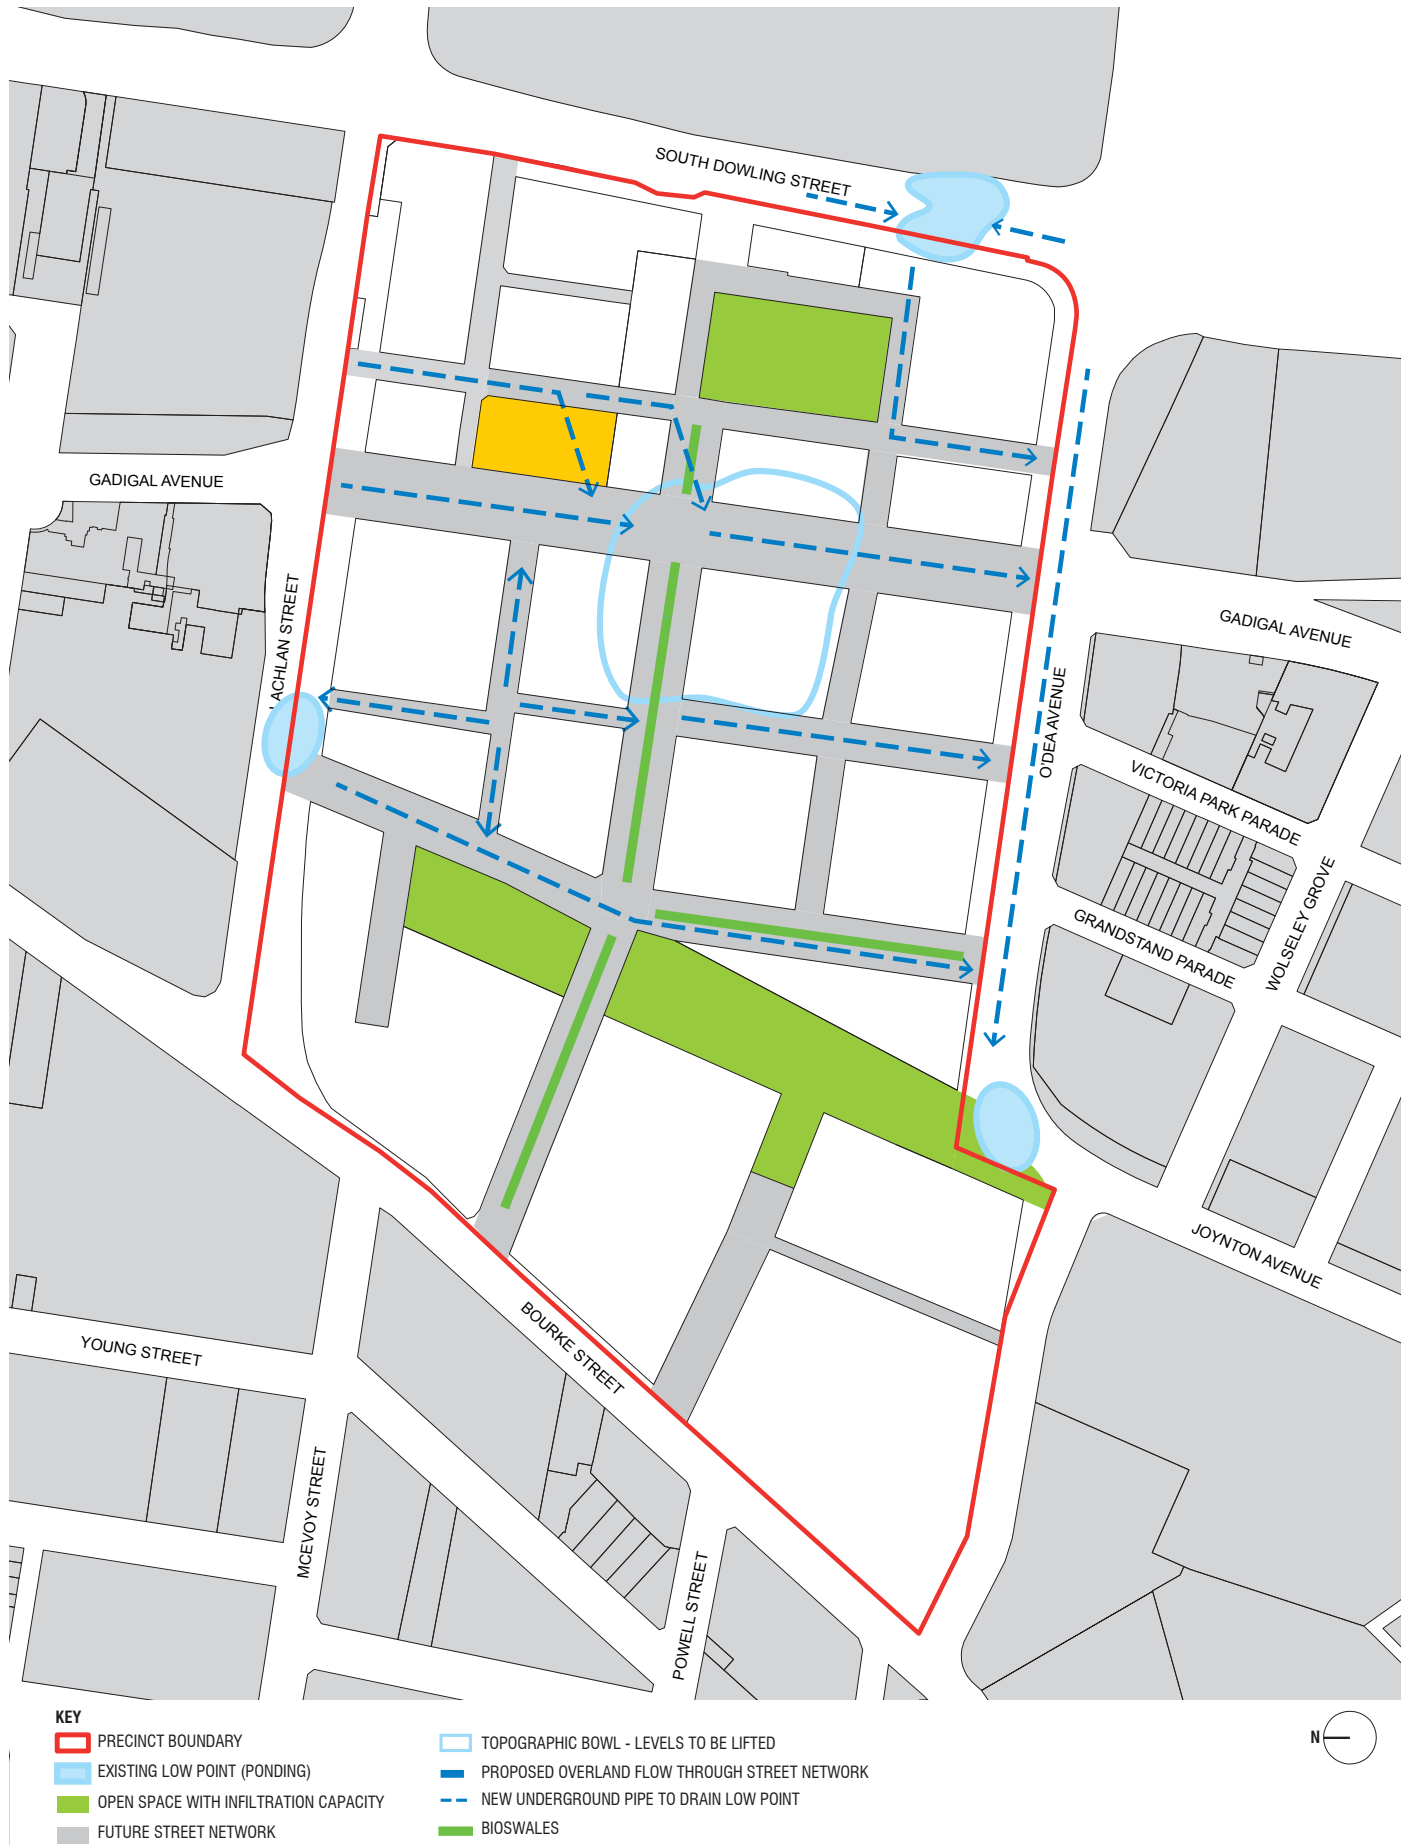 SOUTH DOWLING STREET
GADIGAL AVENUE
LACHLAN STREET
GADIGAL AVENUE
O'DEA AVENUE
VICTORIA PARK PARADE
WOLSELEY GROVE
GRANDSTAND PARADE
JOYNTON AVENUE
BOURKE STREET
YOUNG STREET
MCEVOY STREET
POWELL STREET
KEY
PRECINCT BOUNDARY
EXISTING LOW POINT (PONDING)
OPEN SPACE WITH INFILTRATION CAPACITY
FUTURE STREET NETWORK
TOPOGRAPHIC BOWL - LEVELS TO BE LIFTED
PROPOSED OVERLAND FLOW THROUGH STREET NETWORK
NEW UNDERGROUND PIPE TO DRAIN LOW POINT
BIOSWALES
N